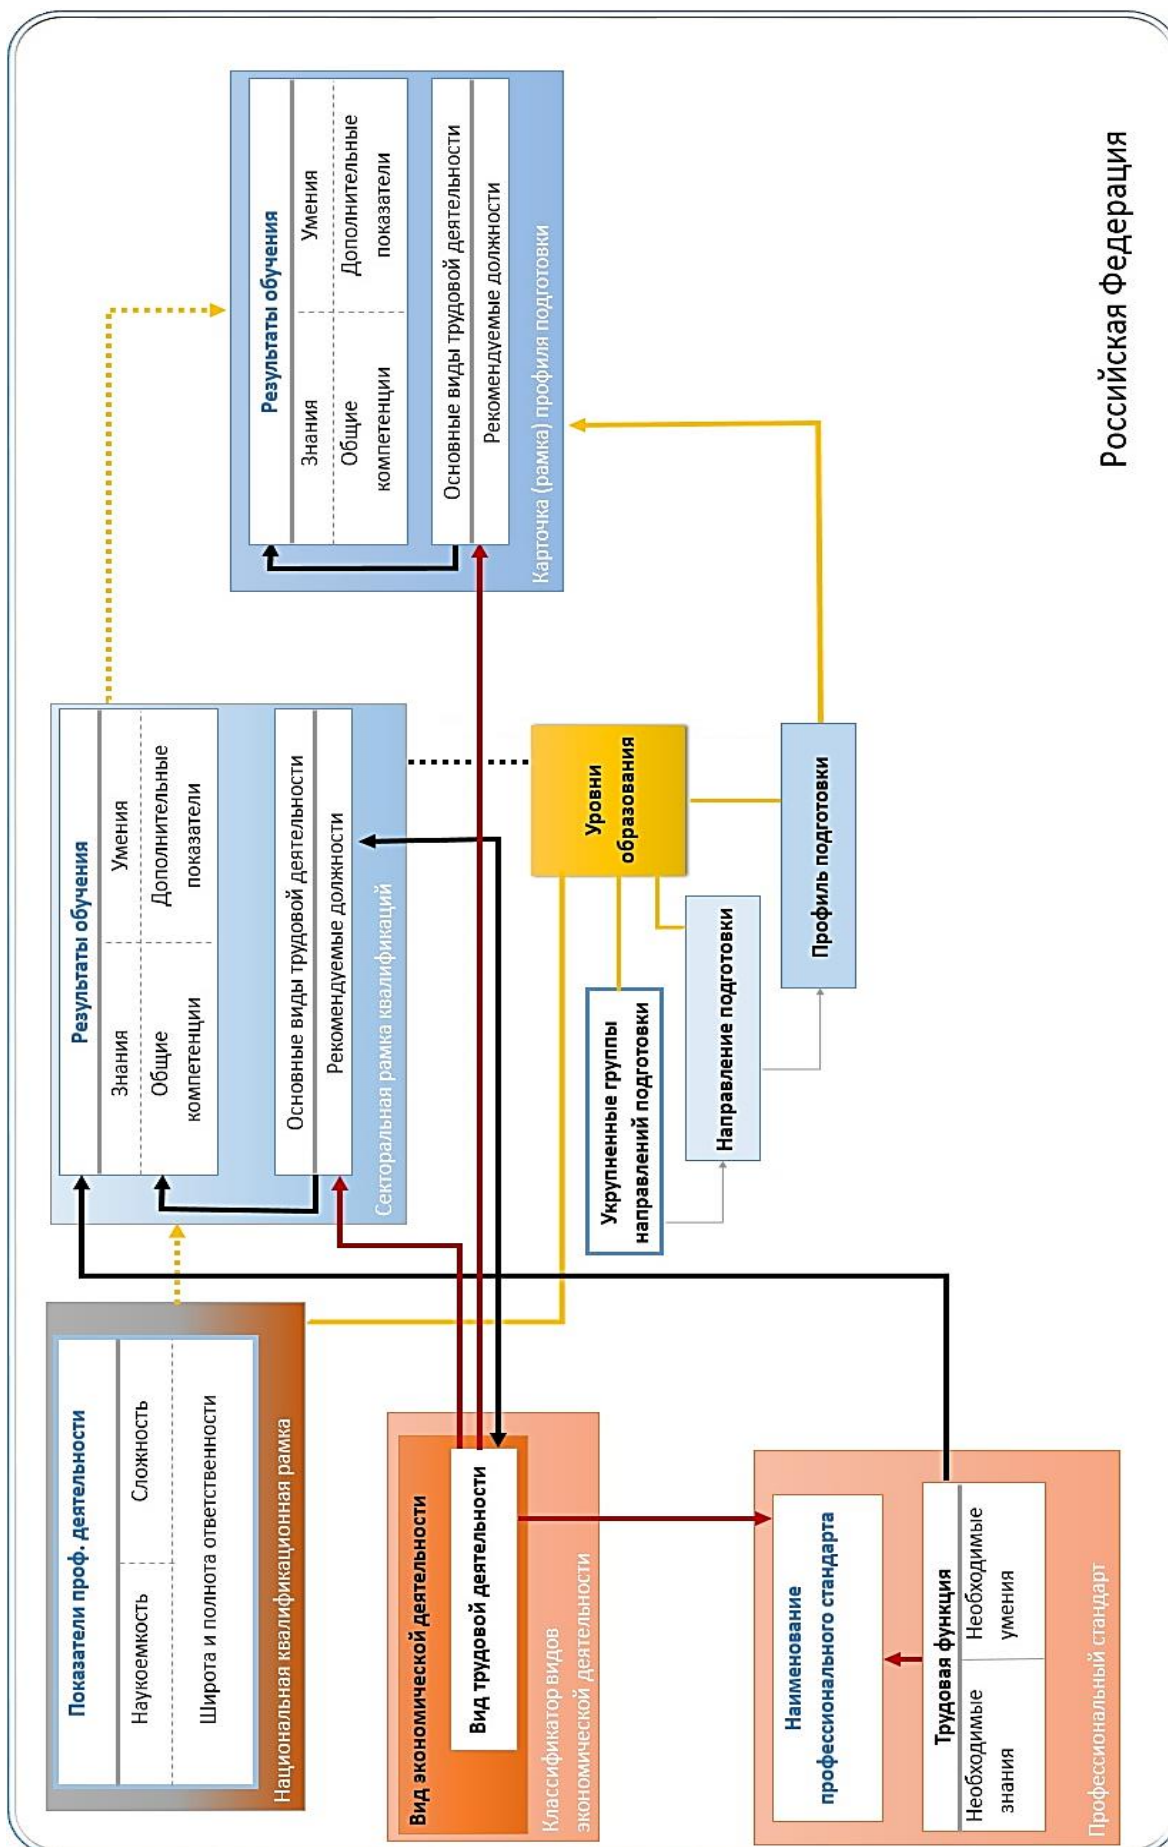 Показатели проф. деятельности
Наукоемкость
Сложность
Широта и полнота ответственности
Национальная квалификационная рамка
Результаты обучения
Знания
Умения
Общие
компетенции
Дополнительные
показатели
Основные виды трудовой деятельности
Рекомендуемые должности
Секторальная рамка квалификаций
Результаты обучения
Знания
Умения
Общие
компетенции
Дополнительные
показатели
Основные виды трудовой деятельности
Рекомендуемые должности
Карточка (рамка) профиля подготовки
Вид экономической деятельности
Вид трудовой деятельности
Классификатор видов
экономической деятельности
Уровни
образования
Укрупненные группы
направлений подготовки
Направление подготовки
Профиль подготовки
Наименование
профессионального стандарта
Трудовая функция
Необходимые
знания
Необходимые
умения
Профессиональный стандарт
Российская Федерация